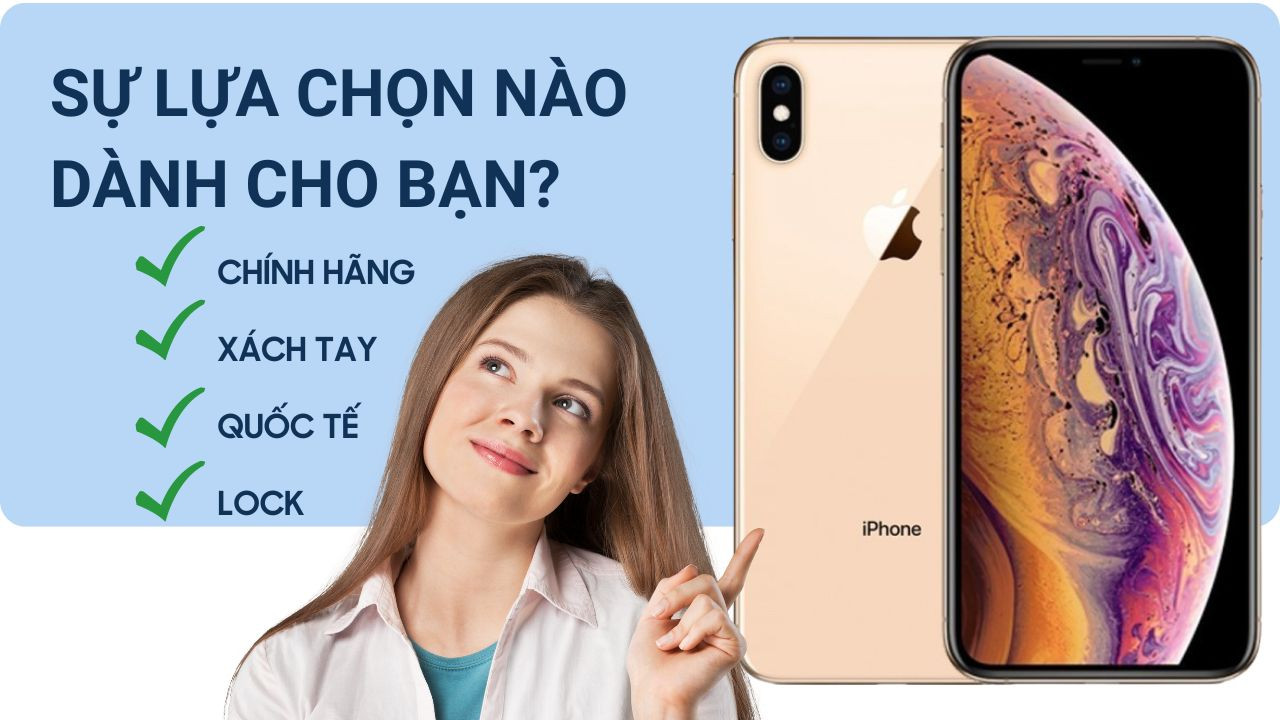 SỰ LỰA CHỌN NÀO
DÀNH CHO BẠN?
CHÍNH HÃNG
XÁCH TAY
QUỐC TẾ
LOCK
iPhone